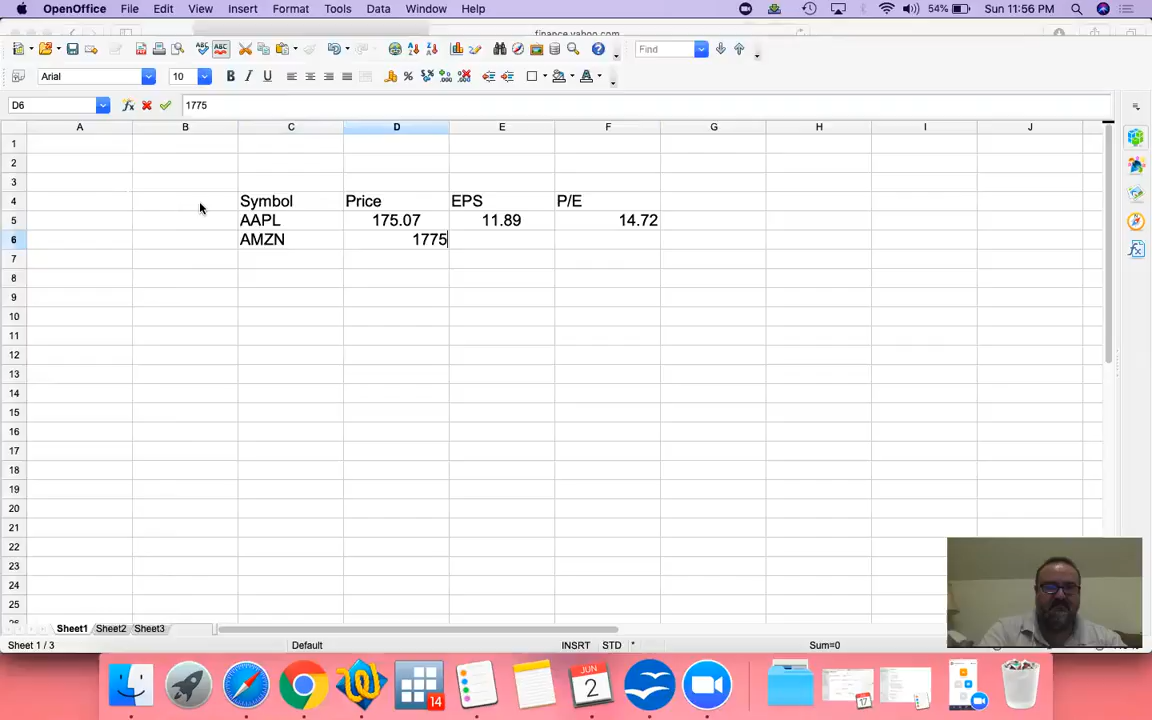 OpenOffice File Edit View Insert Format Tools Data Window Help 54% Sun 11:56 PM
finance.yahoo.com
Find
Arial 10
D6 1775
A B C D E F G H I J
1
2
3
4 Symbol Price EPS P/E
5 AAPL 175.07 11.89 14.72
6 AMZN 1775
7
8
9
10
11
12
13
14
15
16
17
18
19
20
21
22
23
24
25
Sheet1 Sheet2 Sheet3
Sheet 1 / 3 Default INSRT STD * Sum=0
14
JUN
2
17